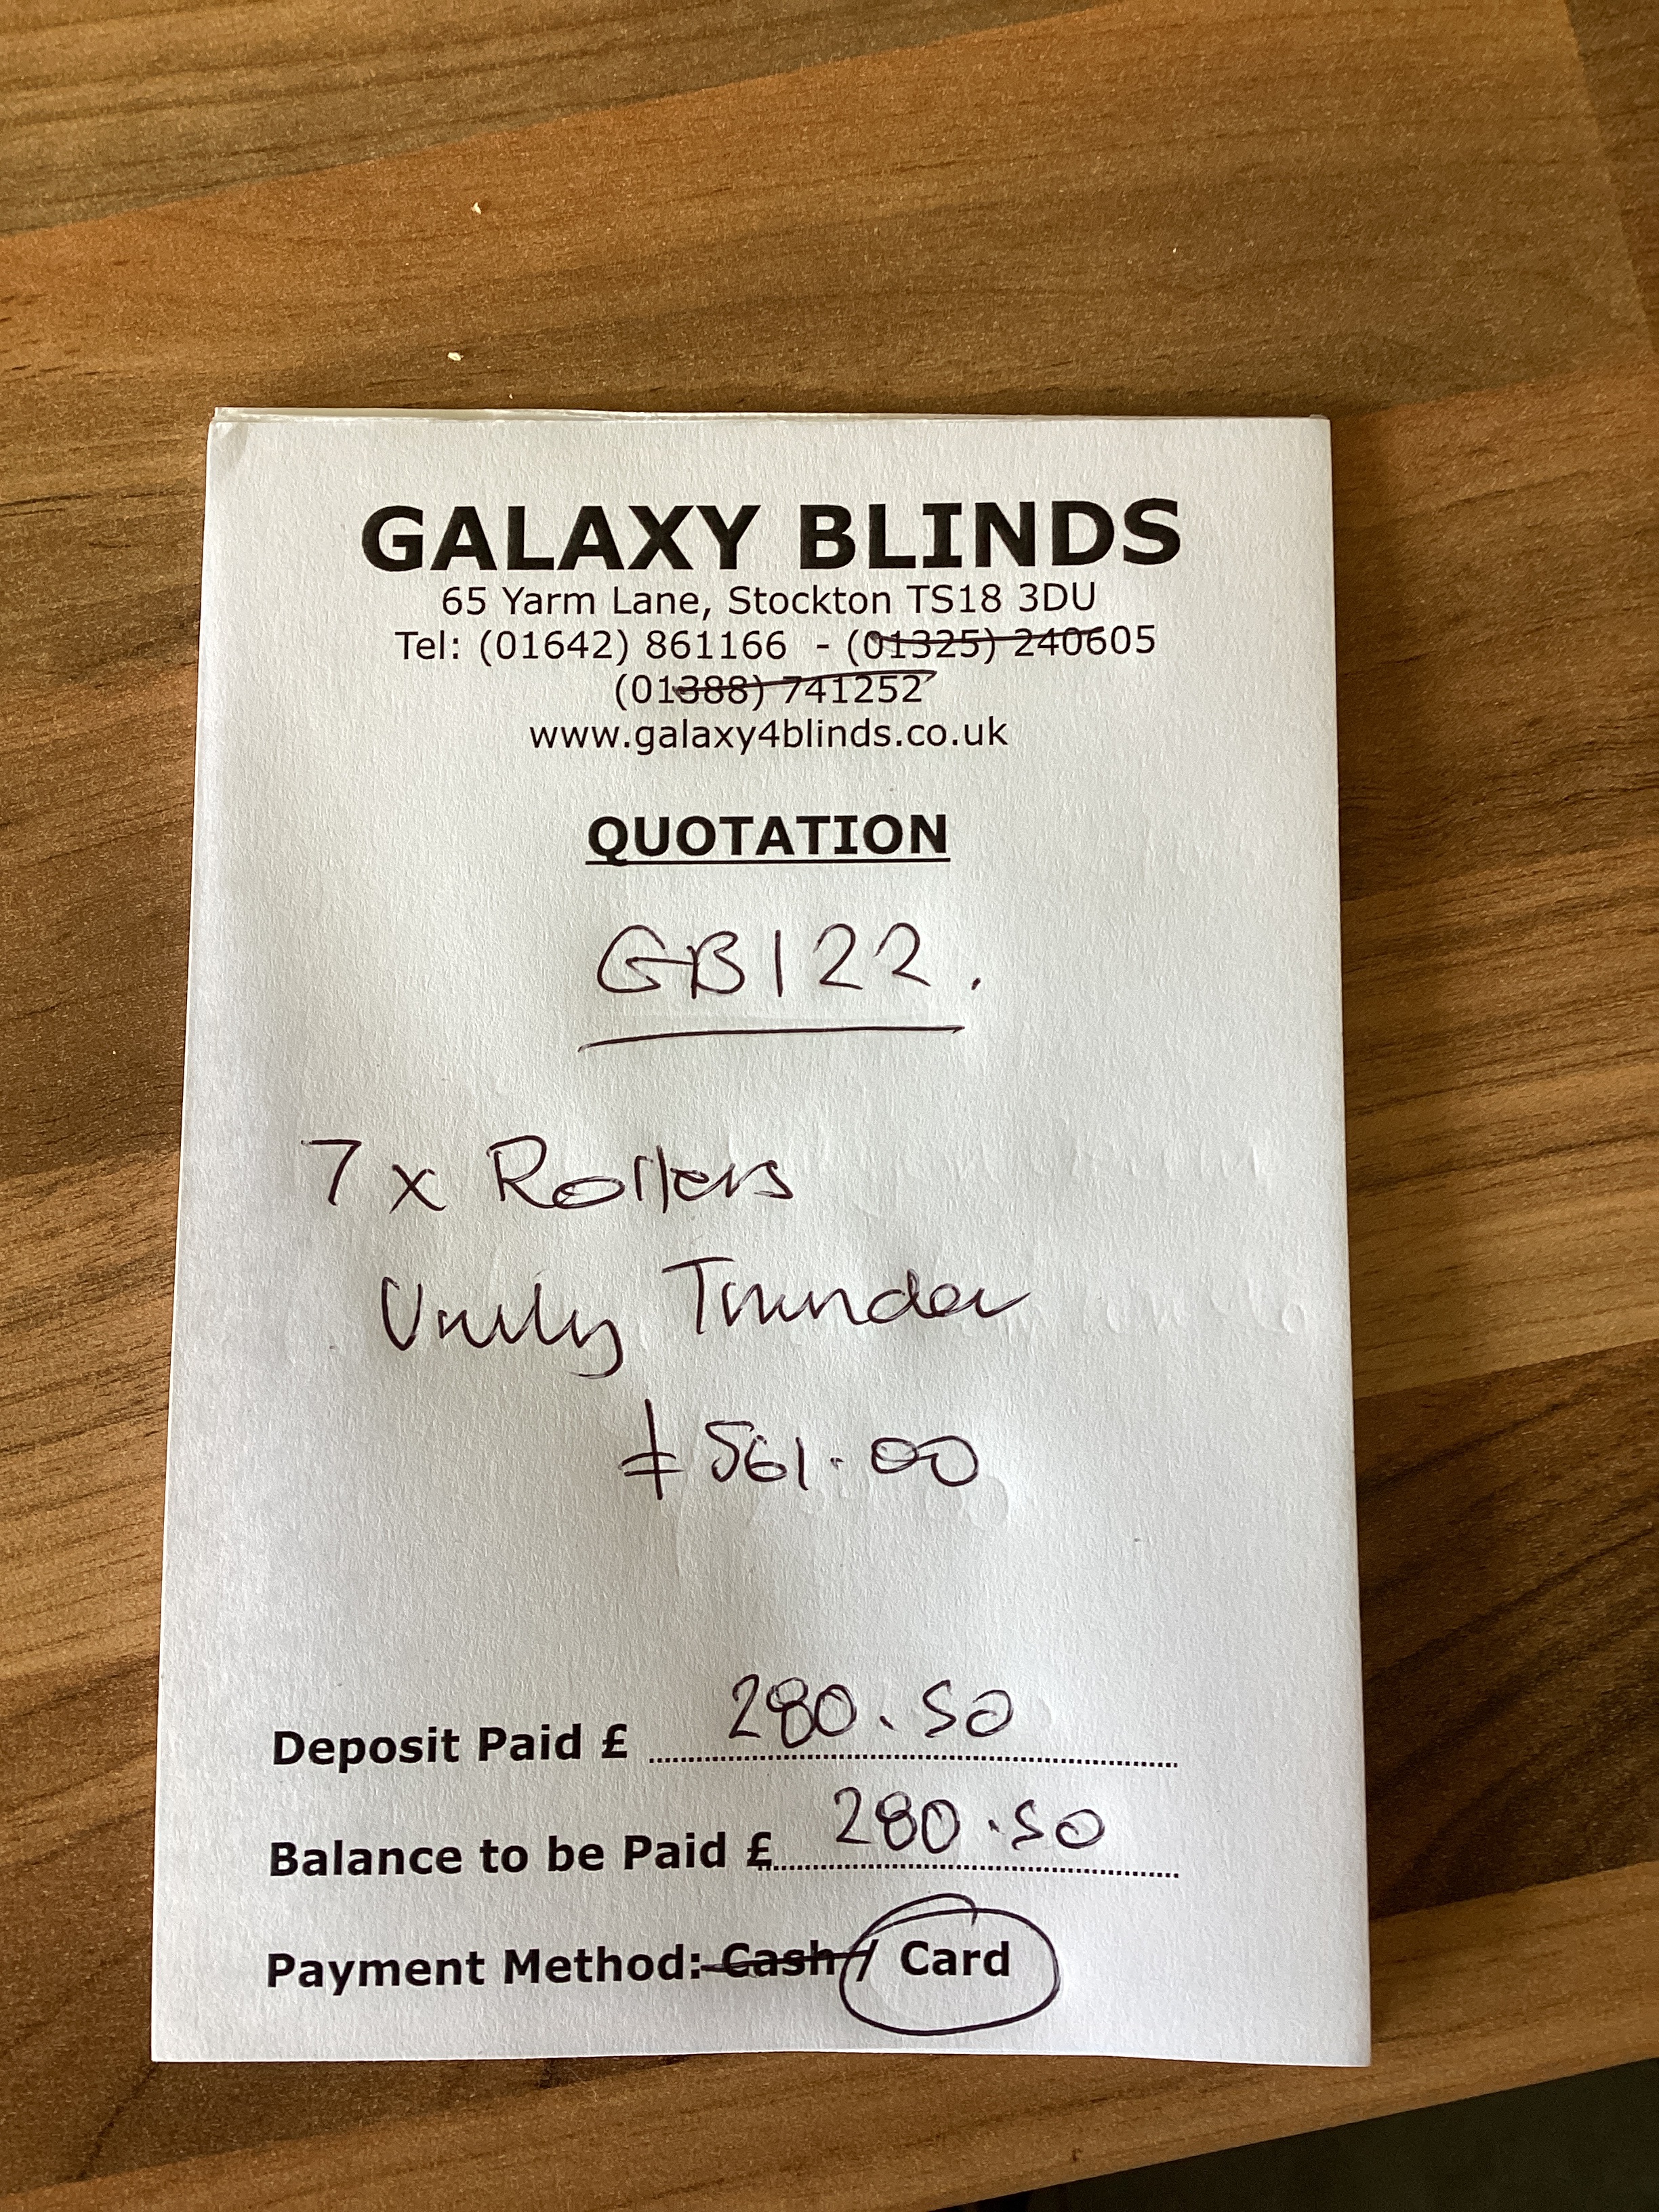 GALAXY BLINDS
65 Yarm Lane, Stockton TS18 3DU
Tel: (01642) 861166 - (01325) 240605
(01388) 741252
www.galaxy4blinds.co.uk
QUOTATION
GB122.
7 x Rollers
Unity Thunder
£561.00
Deposit Paid £ 280.50
Balance to be Paid £ 280.50
Payment Method: Cash / Card